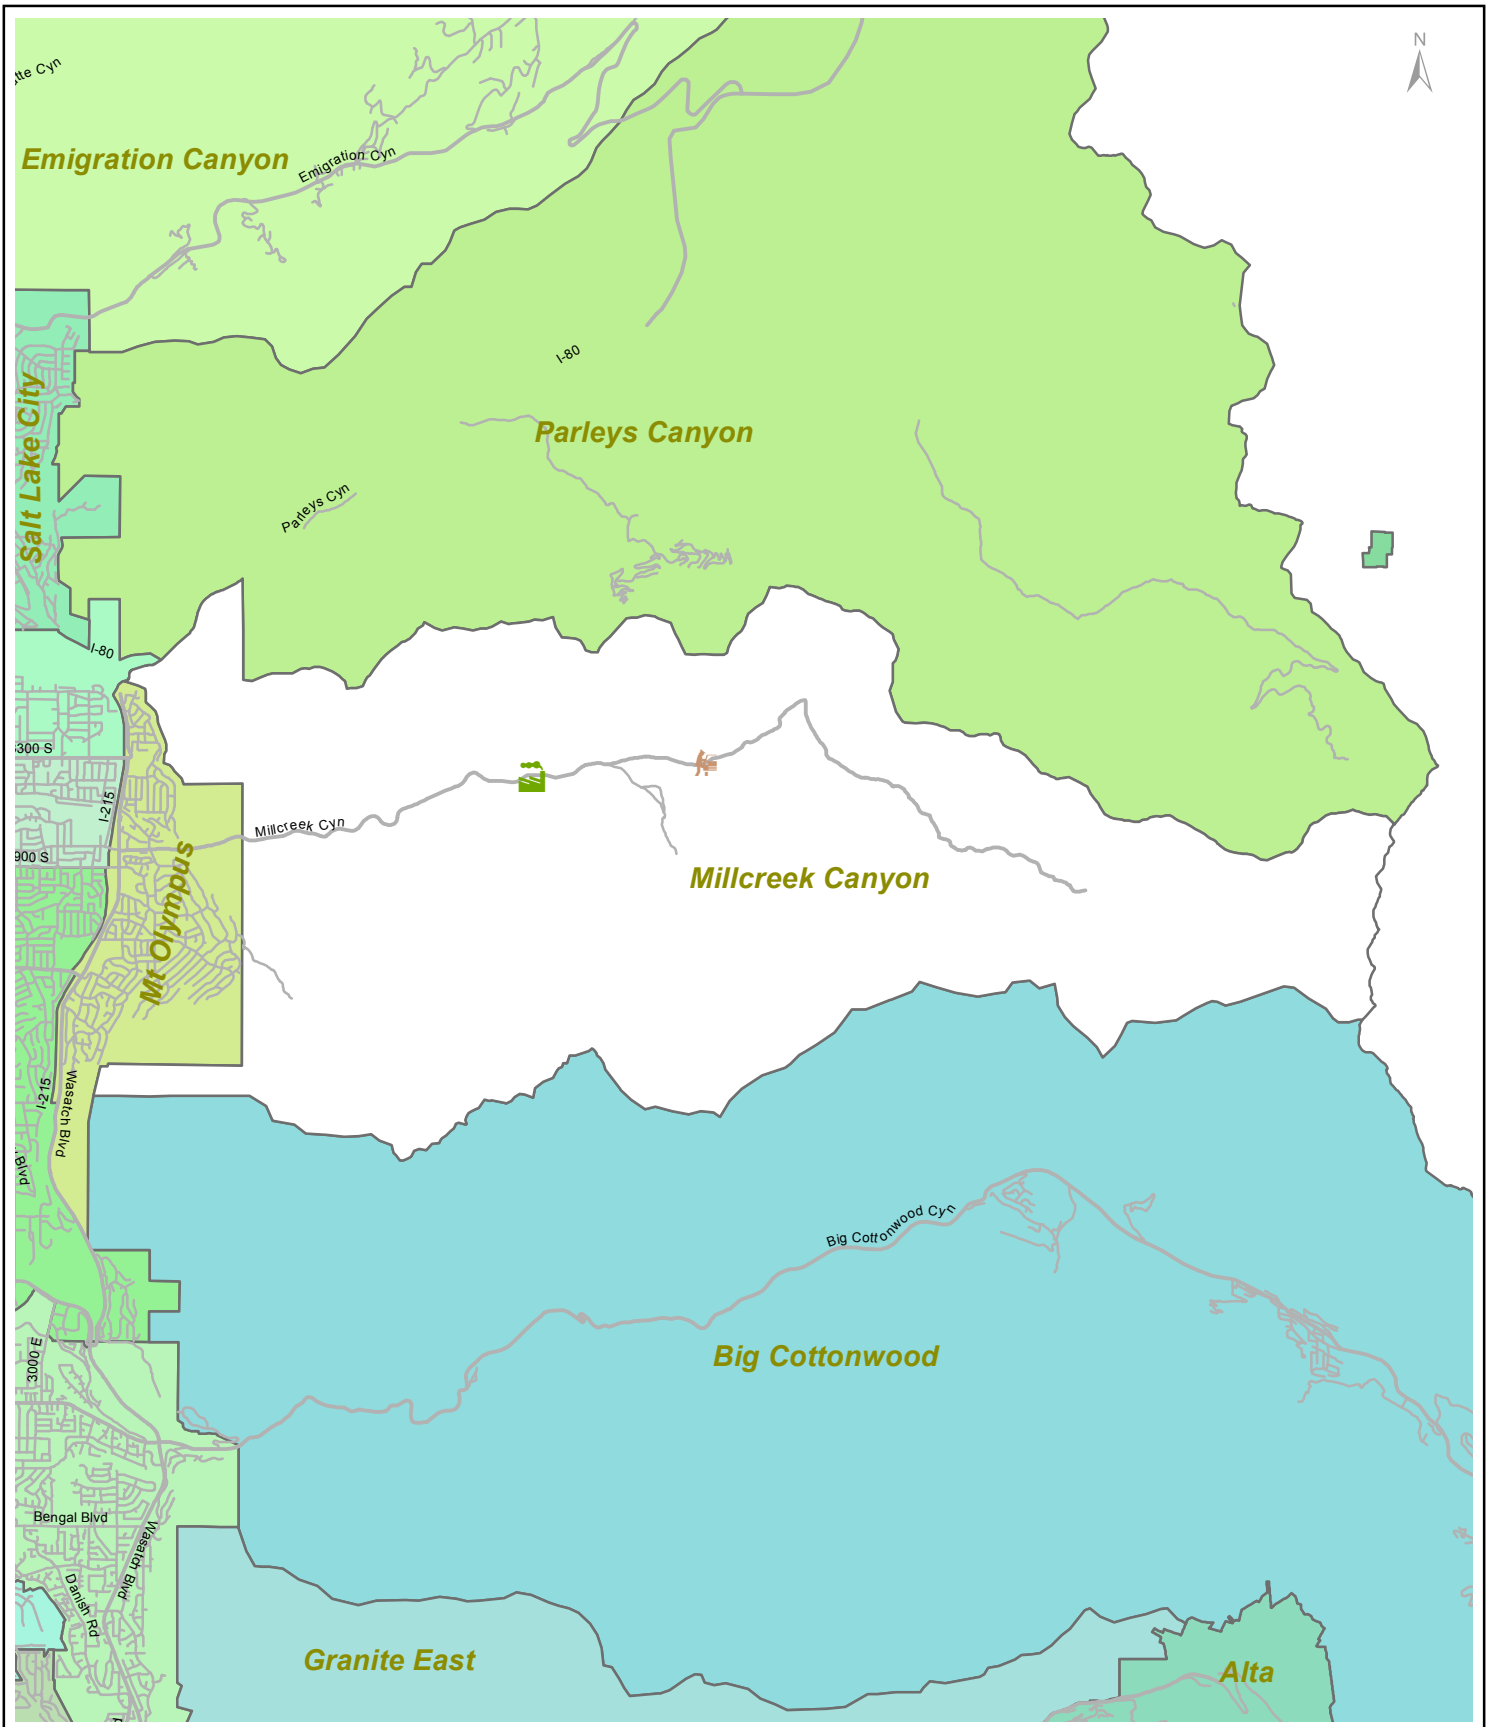 N
Emigration Canyon
Emigration Cyn
Salt Lake City
I-80
Parleys Canyon
Parleys Cyn
I-80
I-215
Millcreek Cyn
900 S
Mt Olympus
Millcreek Canyon
I-215
Wasatch Blvd
Blvd
Big Cottonwood Cyn
3000 E
Big Cottonwood
Bengal Blvd
Wasatch Blvd
Danish Rd
Granite East
Alta